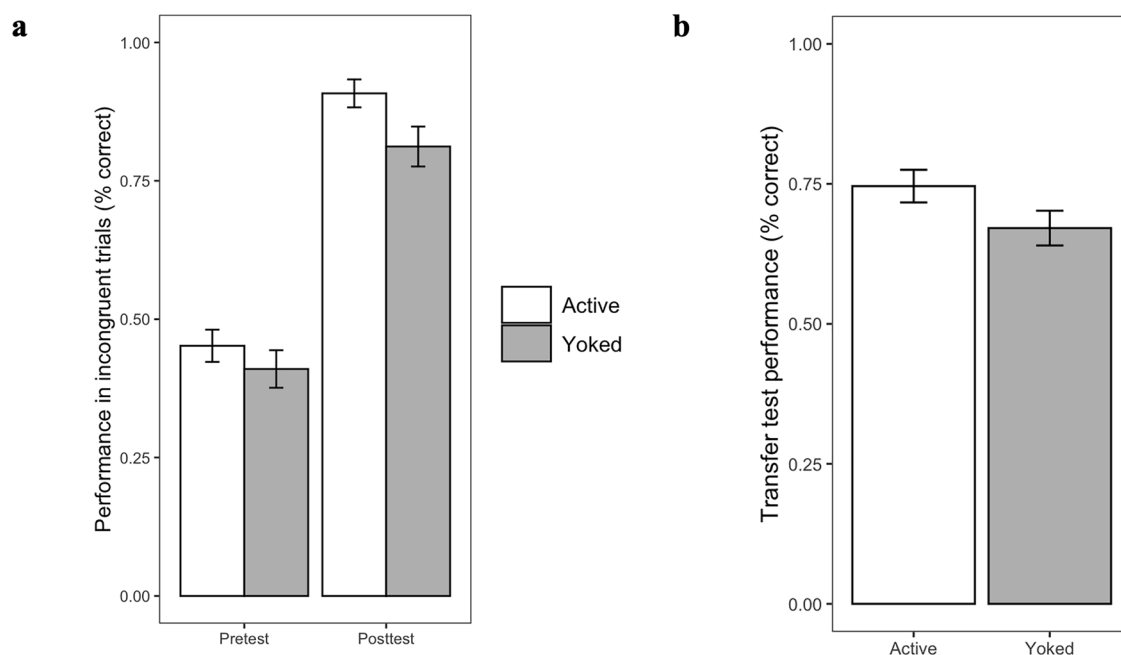 a
Performance in incongruent trials (% correct)
1.00
0.75
0.50
0.25
0.00
Pretest
Posttest
Active
Yoked
b
Transfer test performance (% correct)
1.00
0.75
0.50
0.25
0.00
Active
Yoked